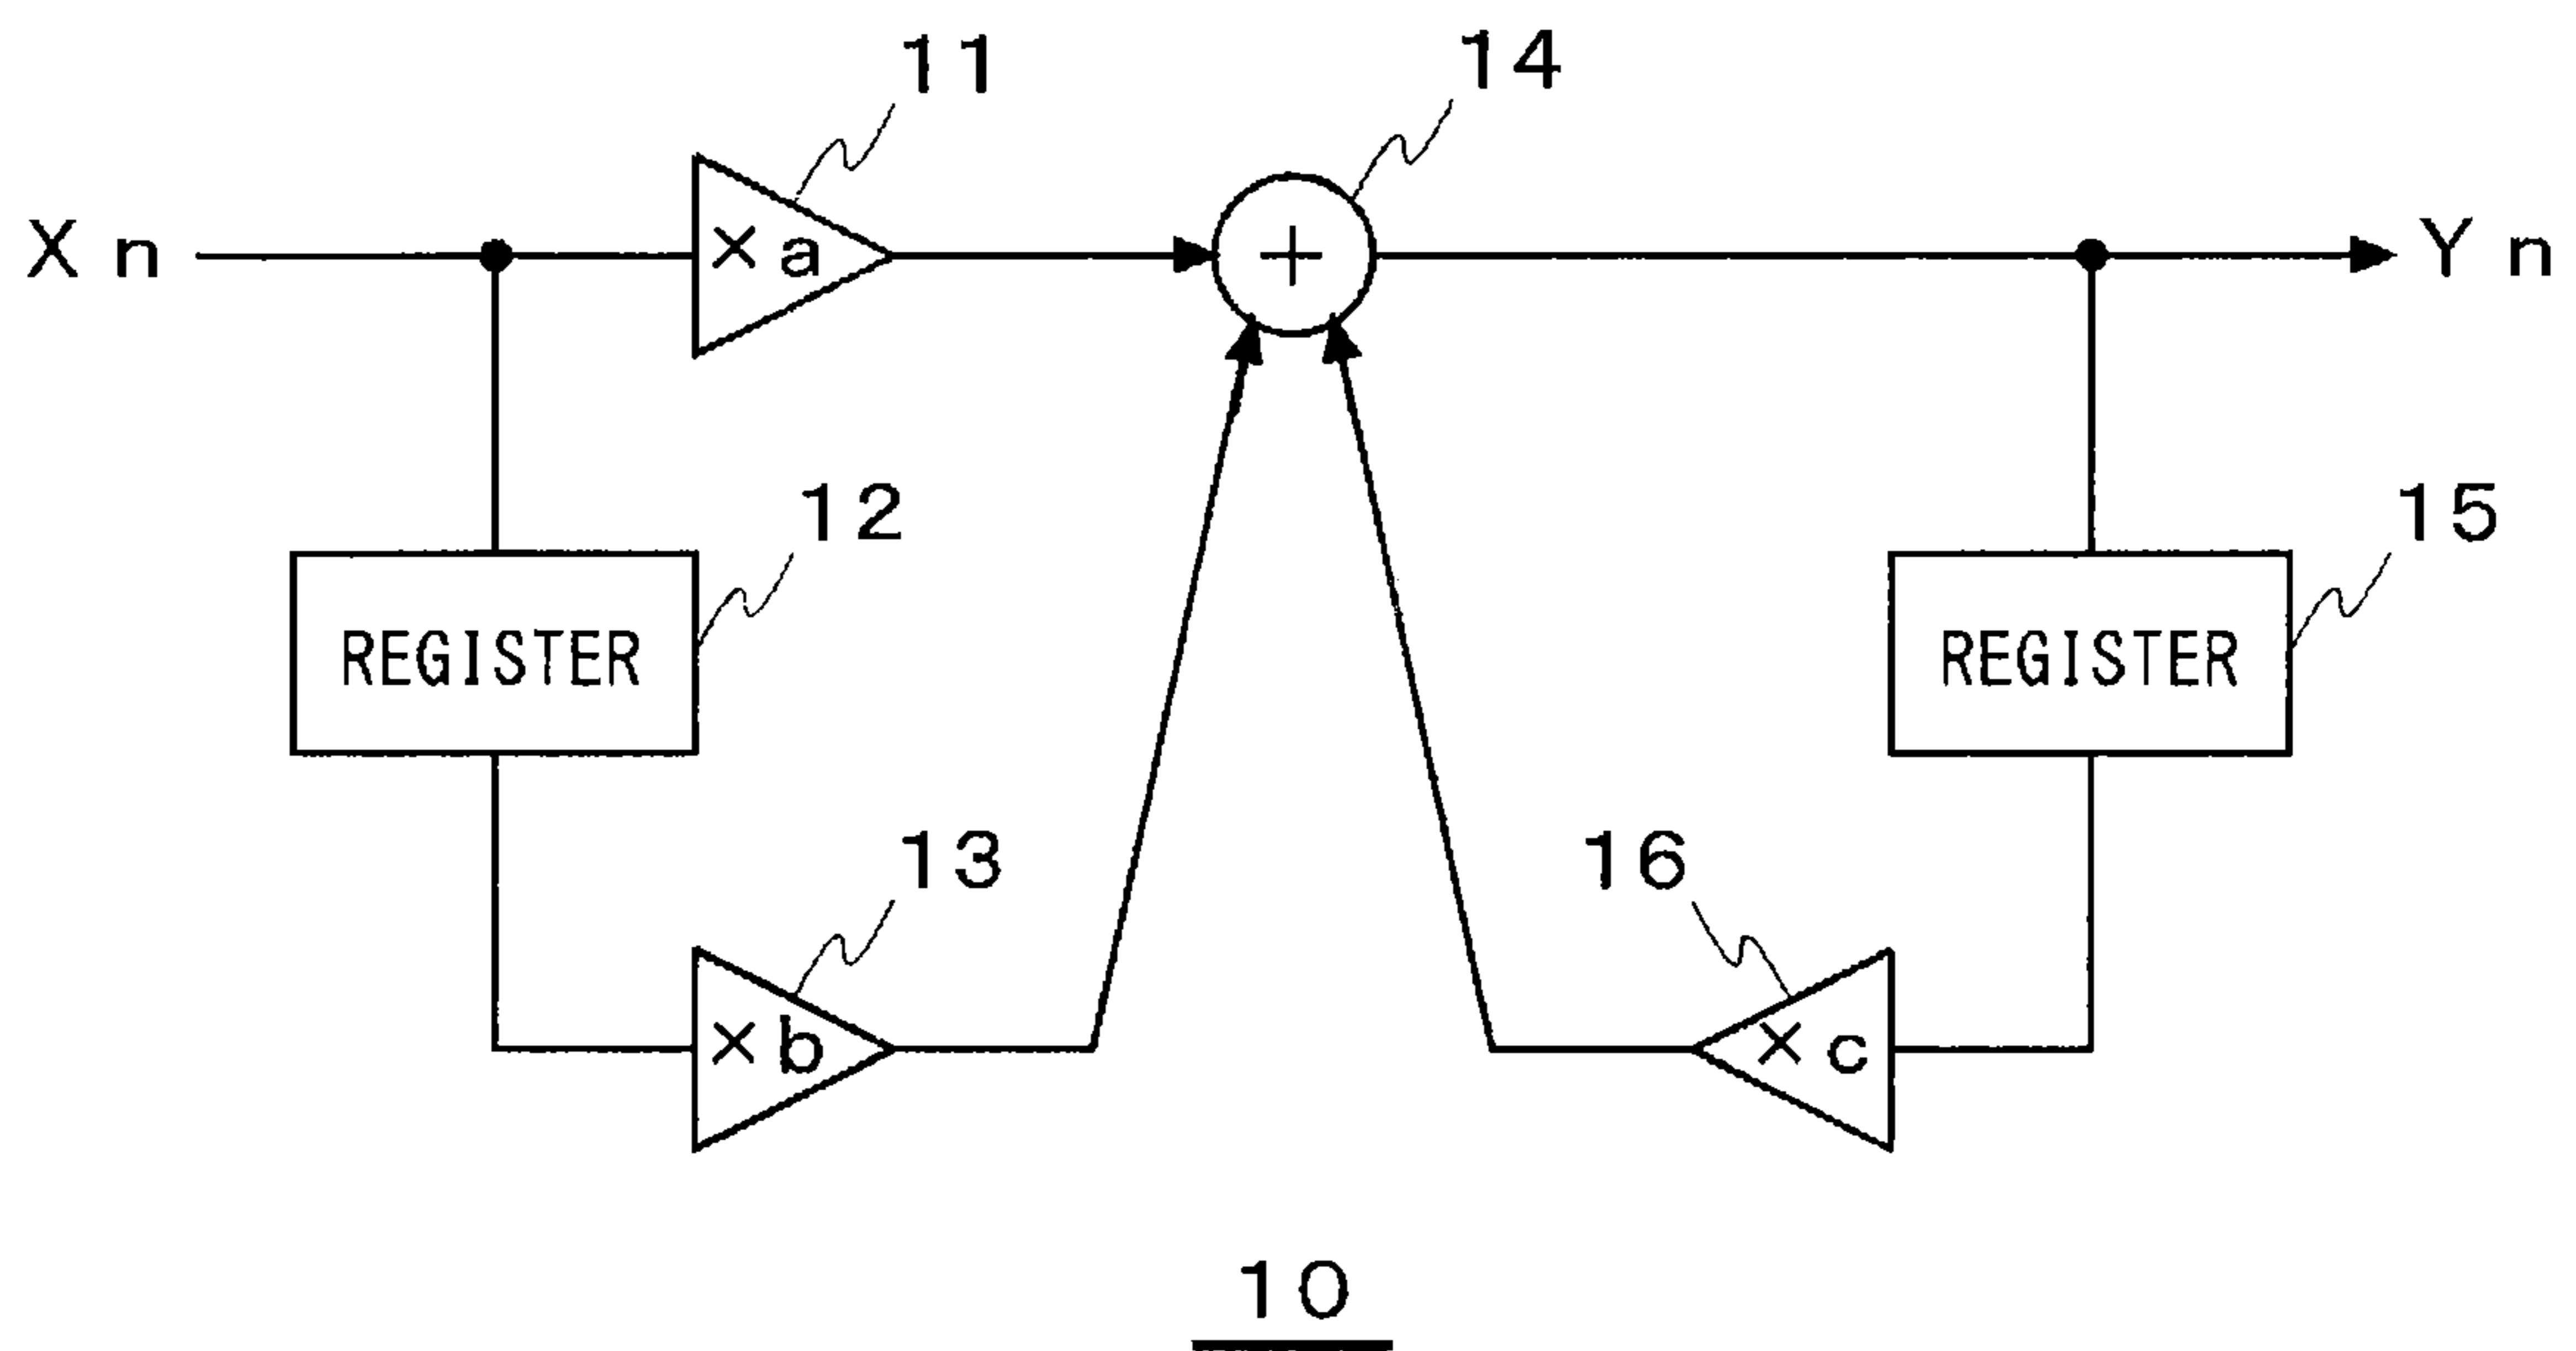 11
14
X n
× a
+
Y n
12
15
REGISTER
REGISTER
13
16
× b
× c
10